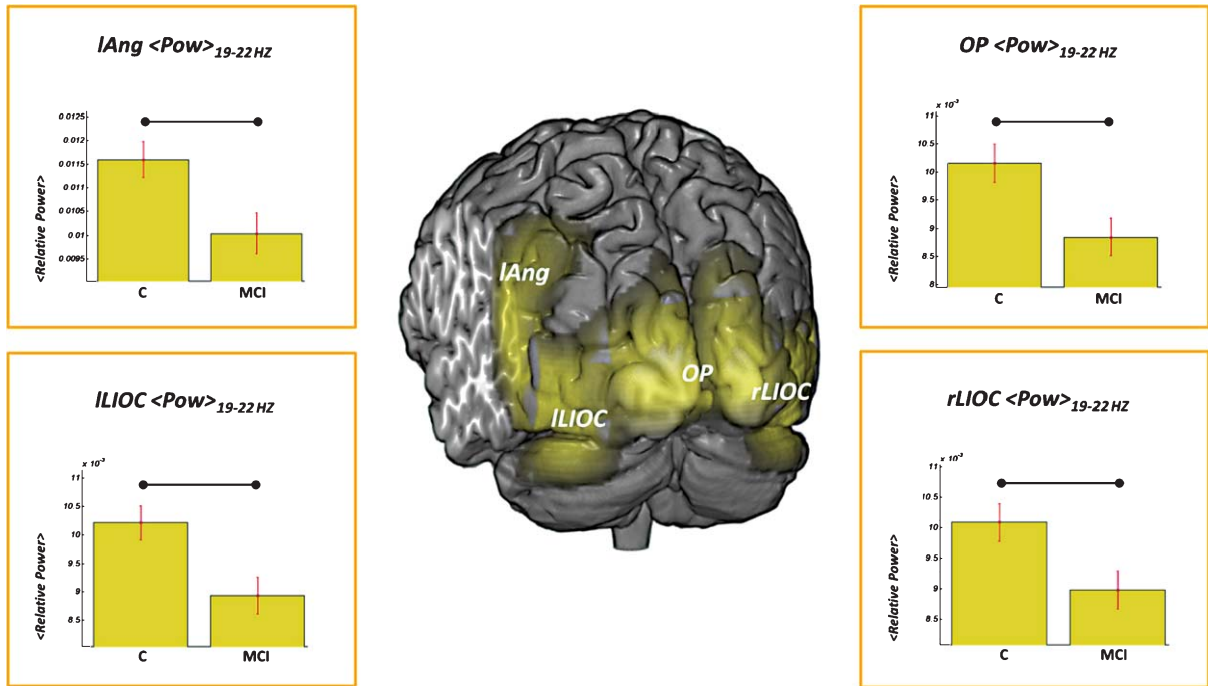 lAng <Pow>19-22 HZ
<Relative Power>
0.0125
0.012
0.0115
0.011
0.0105
0.01
0.0095
C MCI
OP <Pow>19-22 HZ
<Relative Power>
x 10-3
11
10.5
10
9.5
9
8.5
8
C MCI
lAng
OP
rLIOC
lLIOC
lLIOC <Pow>19-22 HZ
<Relative Power>
x 10-3
11
10.5
10
9.5
9
8.5
C MCI
rLIOC <Pow>19-22 HZ
<Relative Power>
x 10-3
11
10.5
10
9.5
9
8.5
C MCI